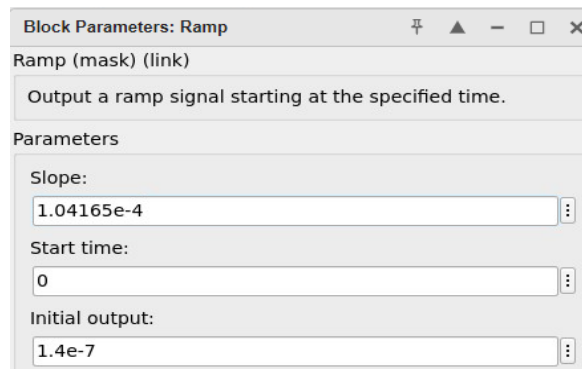 Block Parameters: Ramp
Ramp (mask) (link)
Output a ramp signal starting at the specified time.
Parameters
Slope:
1.04165e-4
Start time:
0
Initial output:
1.4e-7